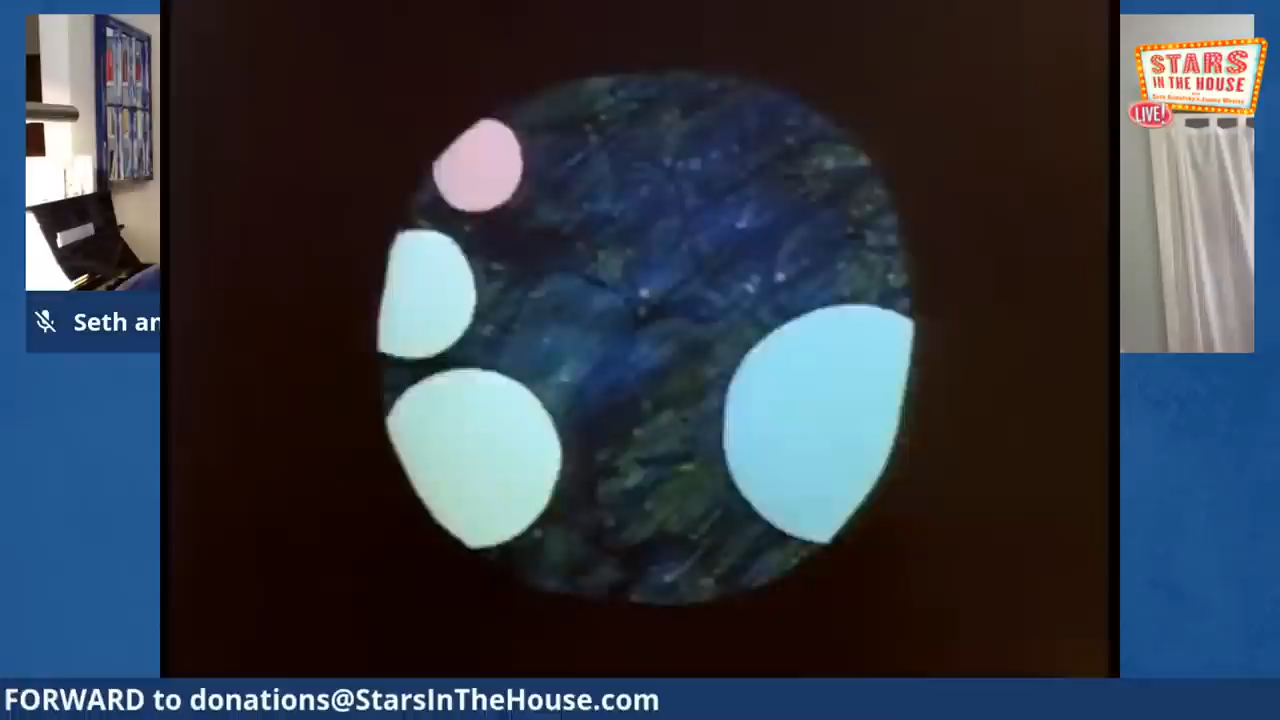 STARS
IN THE HOUSE
LIVE!
Seth an
FORWARD to donations@StarsInTheHouse.com